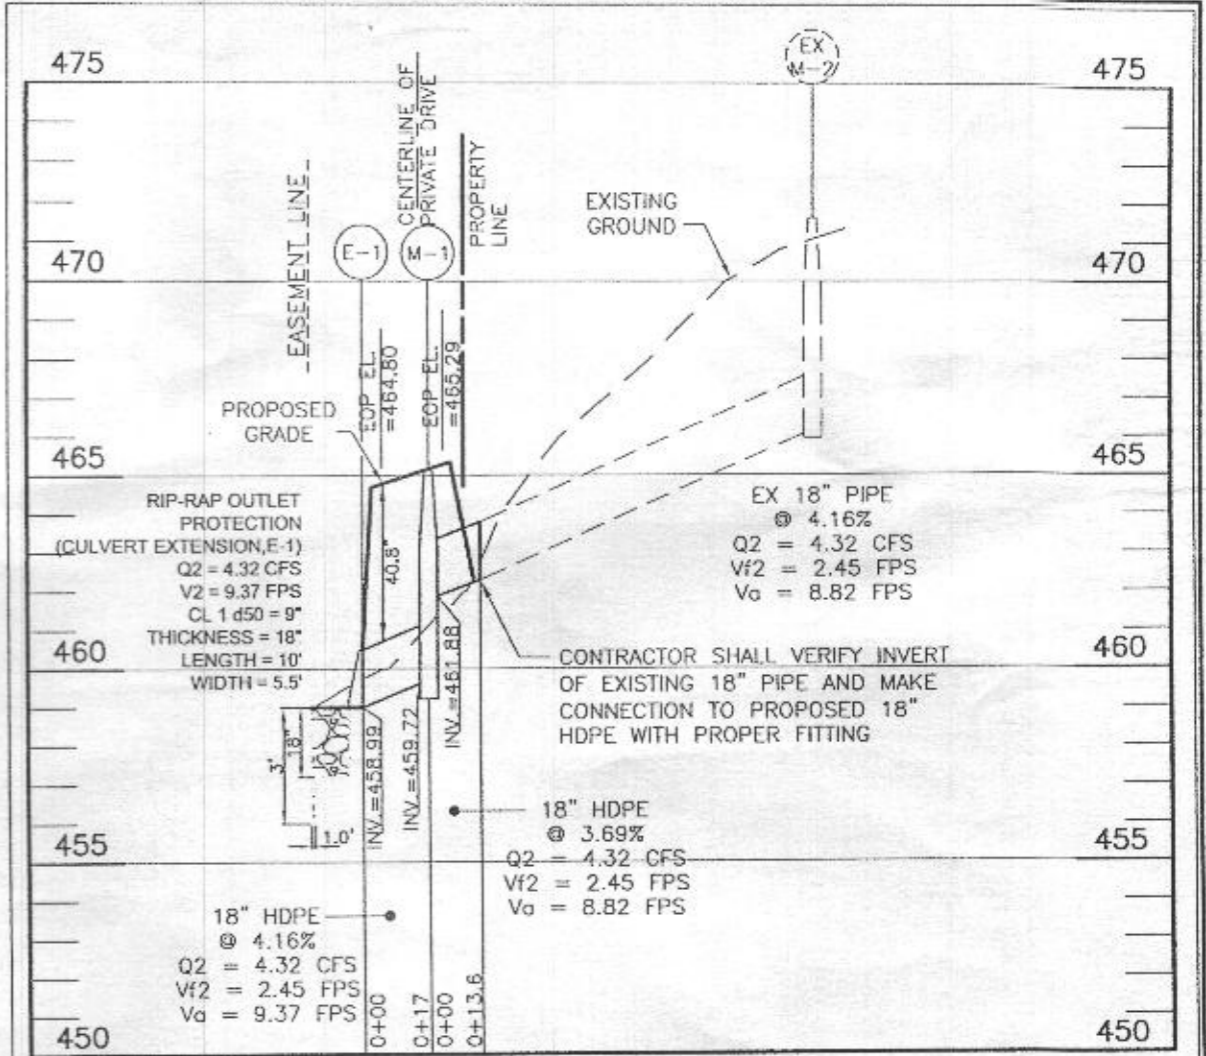 EX
M-2
475
475
EASEMENT LINE
CENTERLINE OF
PRIVATE DRIVE
PROPERTY
LINE
EXISTING
GROUND
E-1
M-1
470
470
EOP EL.
=464.80
EOP EL.
=465.29
PROPOSED
GRADE
465
465
RIP-RAP OUTLET
PROTECTION
(CULVERT EXTENSION,E-1)
Q2 = 4.32 CFS
V2 = 9.37 FPS
CL 1 d50 = 9"
THICKNESS = 18"
LENGTH = 10'
WIDTH = 5.5'
40.8"
EX 18" PIPE
@ 4.16%
Q2 = 4.32 CFS
Vf2 = 2.45 FPS
Va = 8.82 FPS
460
460
CONTRACTOR SHALL VERIFY INVERT
OF EXISTING 18" PIPE AND MAKE
CONNECTION TO PROPOSED 18"
HDPE WITH PROPER FITTING
3'
18"
1.0'
INV.=458.99
INV.=459.72
INV.=461.88
455
455
18" HDPE
@ 3.69%
Q2 = 4.32 CFS
Vf2 = 2.45 FPS
Va = 8.82 FPS
18" HDPE
@ 4.16%
Q2 = 4.32 CFS
Vf2 = 2.45 FPS
Va = 9.37 FPS
0+00
0+17
0+00
0+13.6
450
450